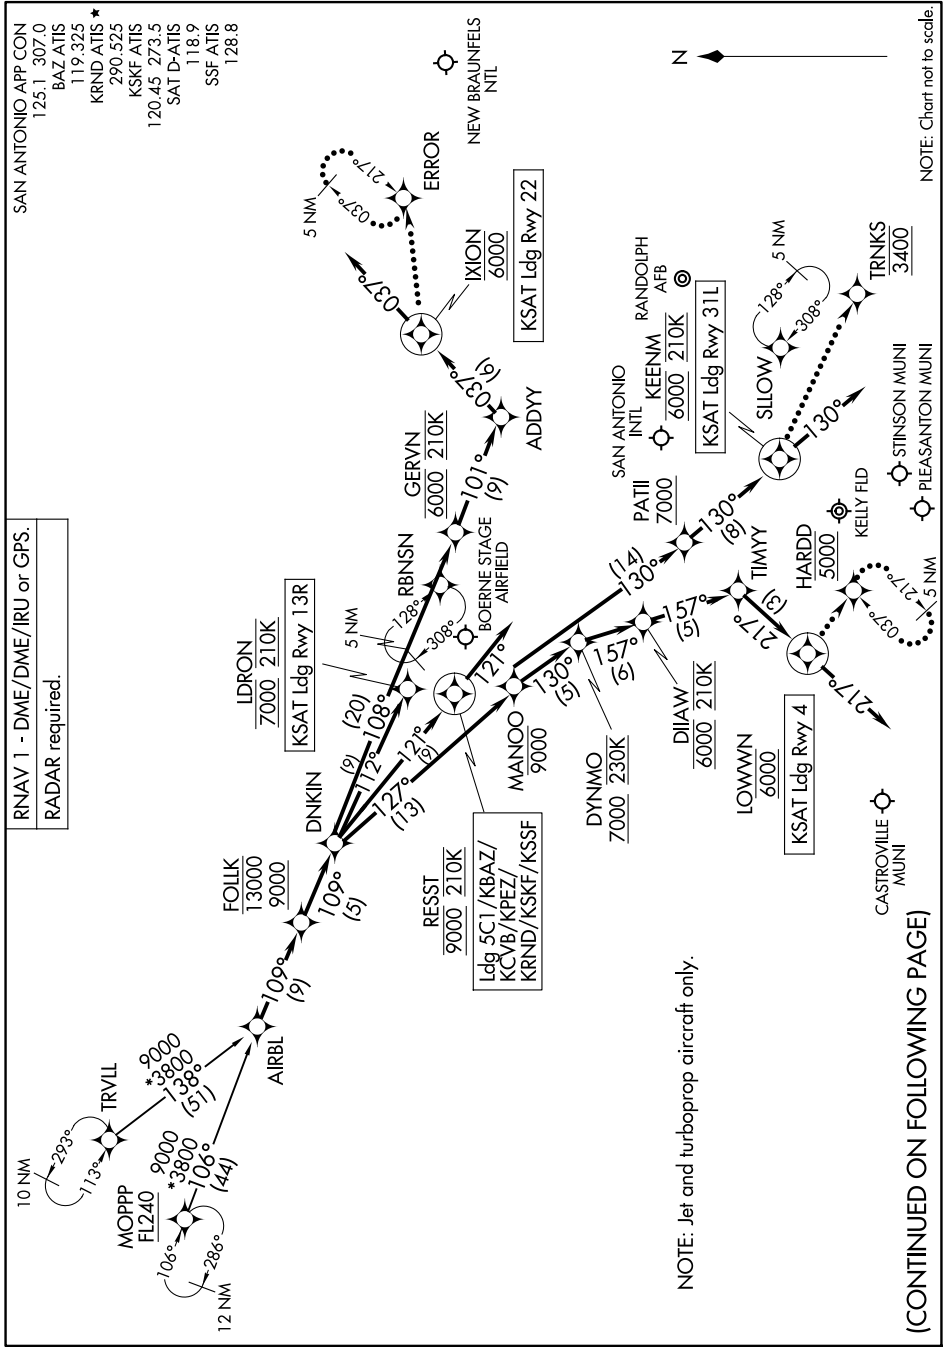 SAN ANTONIO APP CON
125.1 307.0
BAZ ATIS
119.325
KRND ATIS ★
290.525
KSKF ATIS
120.45 273.5
SAT D-ATIS
118.9
SSF ATIS
128.8
RNAV 1 - DME/DME/IRU or GPS.
RADAR required.
10 NM
293°
113°
TRVLL
9000
*3800
138°
(51)
MOPPP
FL240
106°
286°
12 NM
9000
*3800
106°
(44)
AIRBL
109°
(9)
FOLLK
13000
9000
109°
(5)
DNKIN
(20)
108°
(9)
112°
121°
(9)
127°
(13)
LDRON
7000 210K
KSAT Ldg Rwy 13R
5 NM
128°
308°
RBNSN
BOERNE STAGE
AIRFIELD
GERVN
6000 210K
101°
(9)
ADDYY
037°
(6)
IXION
6000
KSAT Ldg Rwy 22
037°
5 NM
037°
217°
ERROR
NEW BRAUNFELS
NTL
N
RESST
9000 210K
Ldg 5C1/KBAZ/
KCVB/KPEZ/
KRND/KSKF/KSSF
121°
MANOO
9000
(14)
130°
130°
(5)
DYNMO
7000 230K
157°
(6)
DIIAW
6000 210K
157°
(5)
TIMYY
217°
(3)
LOWWN
6000
KSAT Ldg Rwy 4
217°
HARDD
5000
037°
217°
5 NM
KELLY FLD
PATII
7000
130°
(8)
SAN ANTONIO
INTL
KEENM
6000 210K
KSAT Ldg Rwy 31L
RANDOLPH
AFB
130°
SLLOW
128°
308°
5 NM
TRNKS
3400
STINSON MUNI
PLEASANTON MUNI
CASTROVILLE
MUNI
NOTE: Jet and turboprop aircraft only.
NOTE: Chart not to scale.
(CONTINUED ON FOLLOWING PAGE)